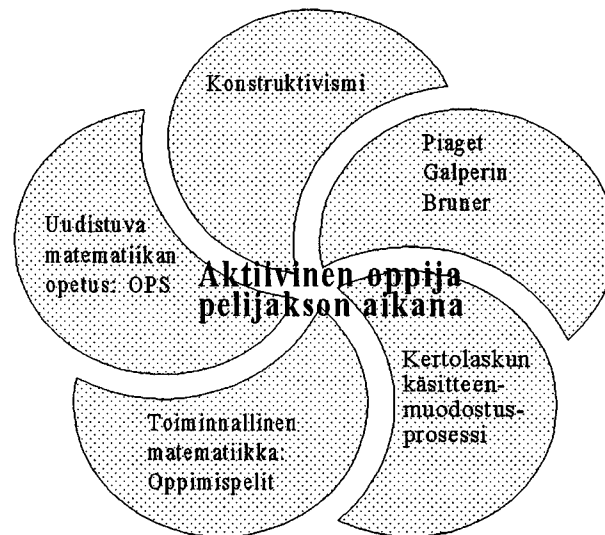 Konstruktivismi
Piaget
Galperin
Bruner
Uudistuva
matematiikan
opetus: OPS
Aktiivinen oppija
pelijakson aikana
Kertolaskun
käsitteen-
muodostus-
prosessi
Toiminnallinen
matematiikka:
Oppimispelit